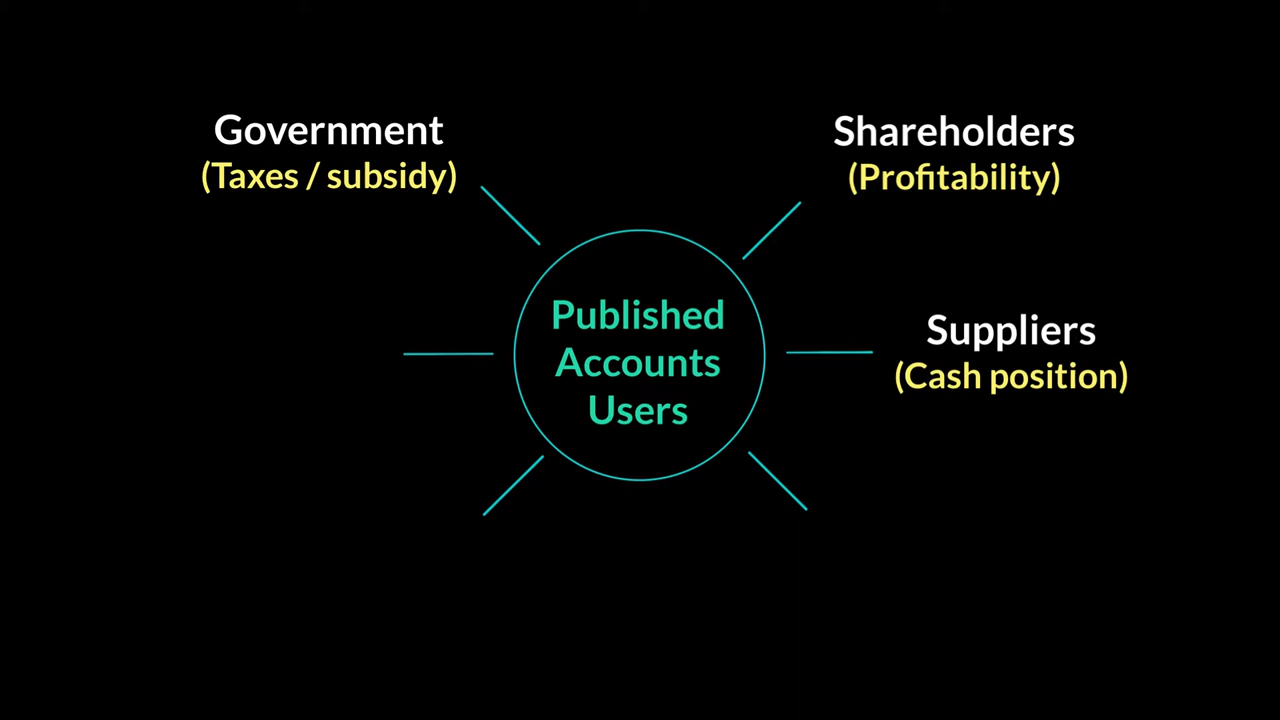 Government
(Taxes / subsidy)
Shareholders
(Profitability)
Published
Accounts
Users
Suppliers
(Cash position)